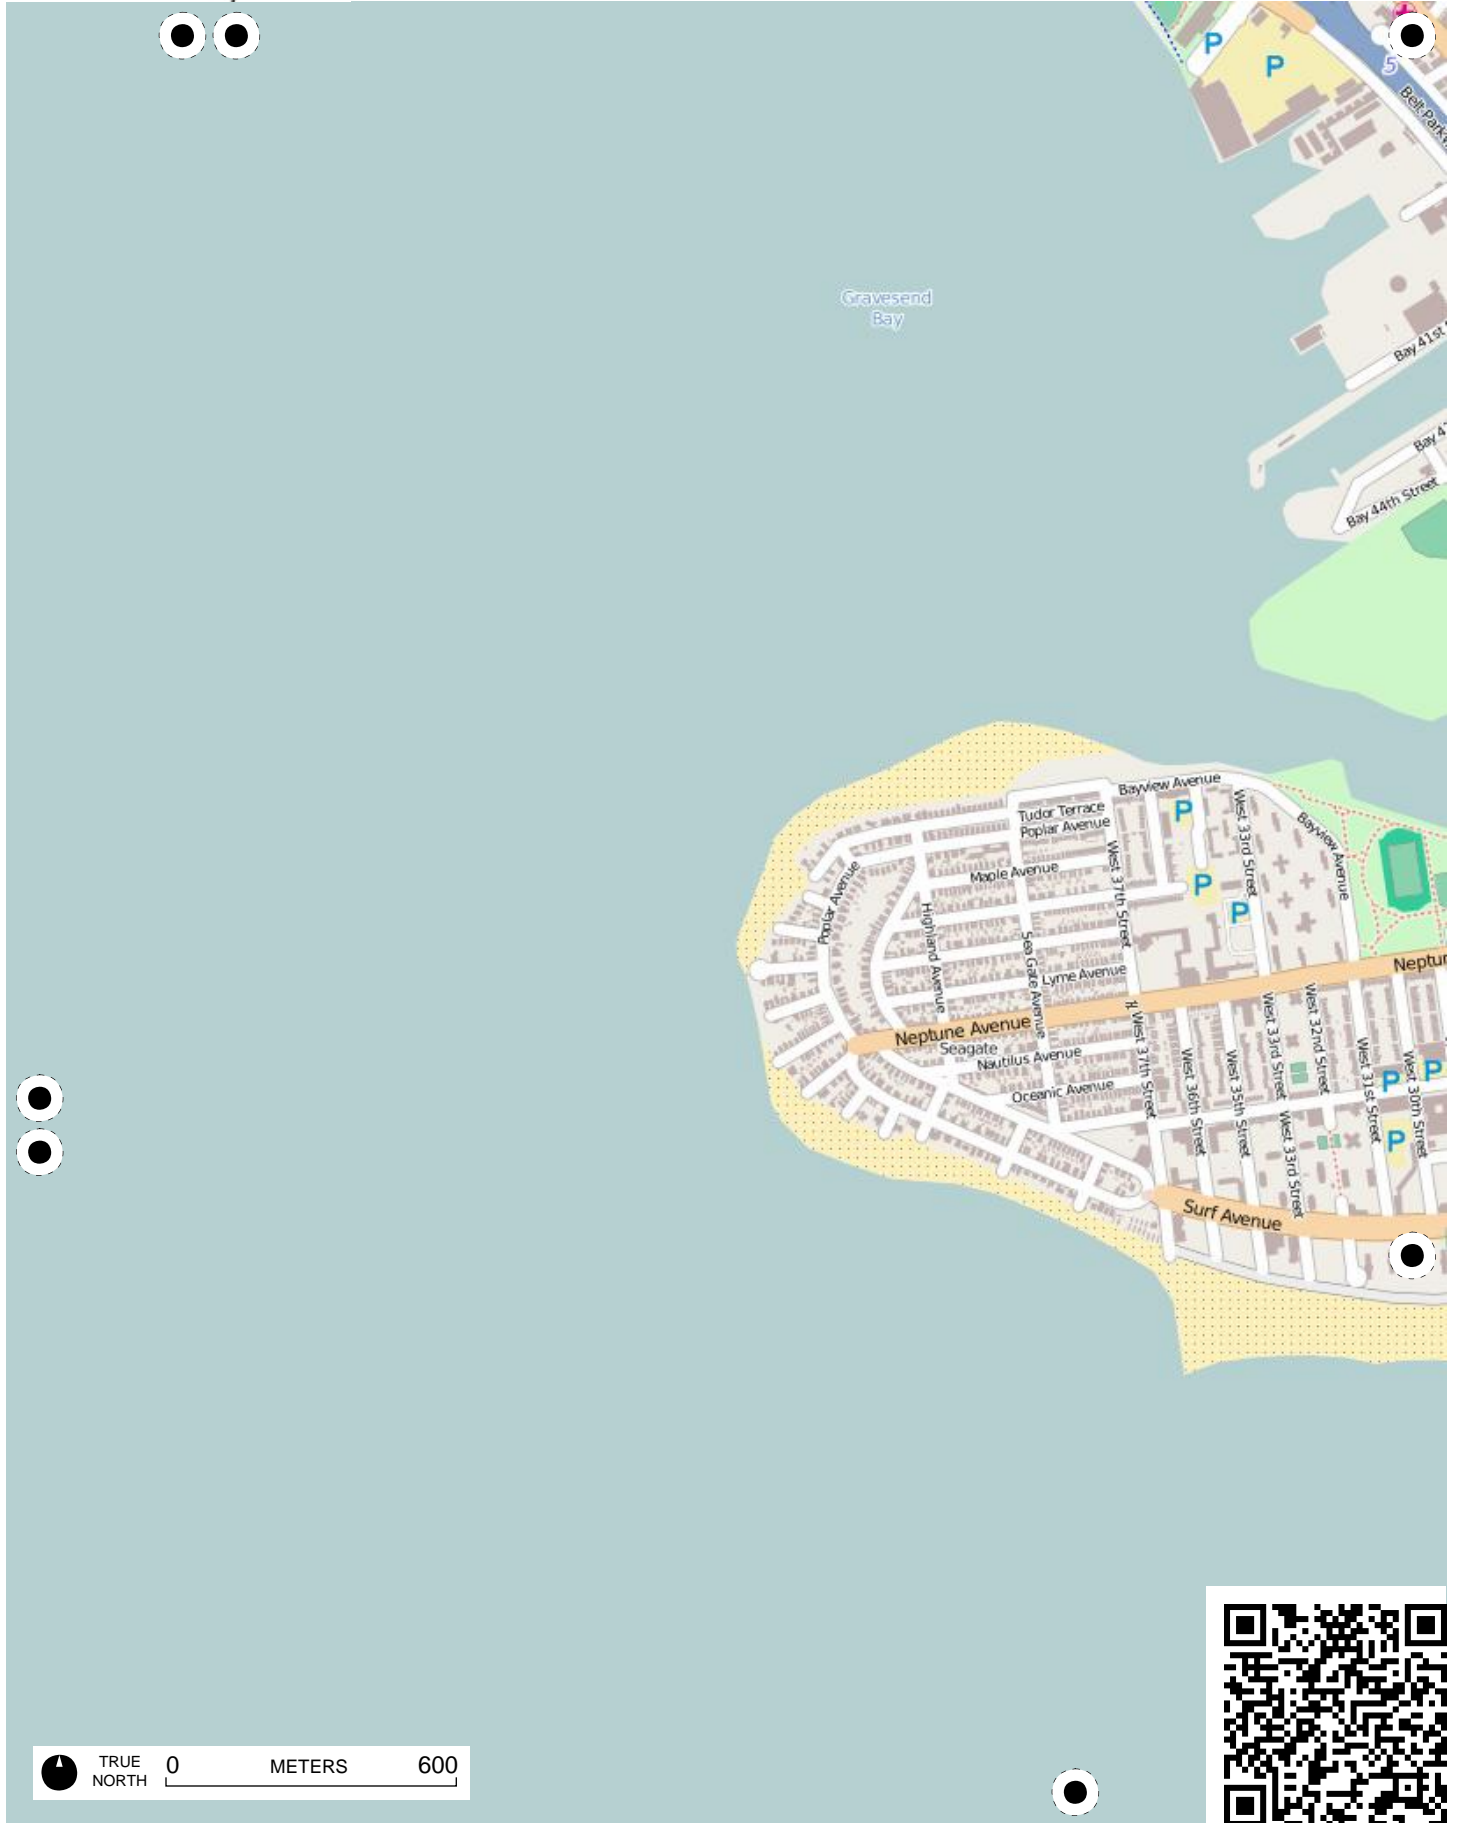 P
P
5
Belt Park
Gravesend
Bay
Bay 41st
Bay 4
Bay 44th Street
Bayview Avenue
Tudor Terrace
Poplar Avenue
P
West 33rd Street
Bayview Avenue
Maple Avenue
West 37th Street
P
P
Poplar Avenue
Highland Avenue
Sea Gate Avenue
Lyme Avenue
Neptun
Neptune Avenue
Seagate
Nautilus Avenue
Oceanic Avenue
West 37th Street
West 36th Street
West 35th Street
West 33rd Street
West 32nd Street
West 31st Street
West 30th Street
P
P
P
West 33rd Street
Surf Avenue
TRUE
NORTH
0 METERS 600